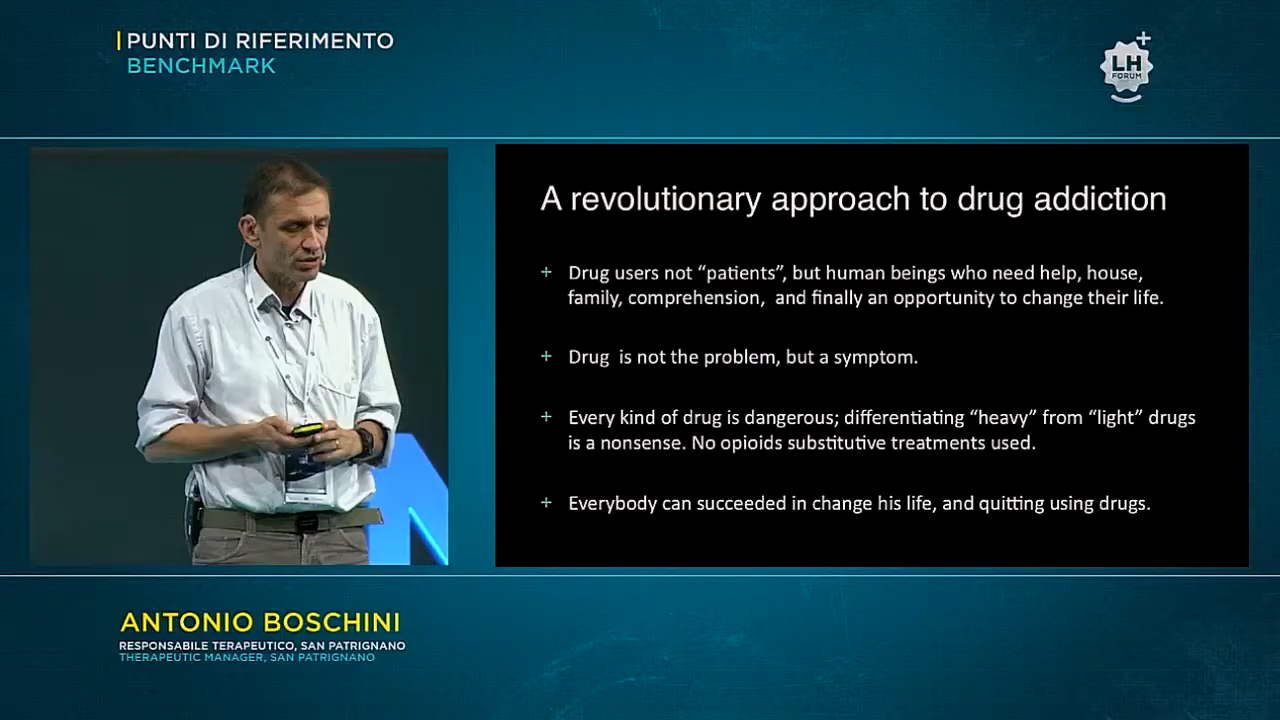 PUNTI DI RIFERIMENTO
BENCHMARK
LH
FORUM
A revolutionary approach to drug addiction
+ Drug users not “patients”, but human beings who need help, house,
family, comprehension, and finally an opportunity to change their life.
+ Drug is not the problem, but a symptom.
+ Every kind of drug is dangerous; differentiating “heavy” from “light” drugs
is a nonsense. No opioids substitutive treatments used.
+ Everybody can succeeded in change his life, and quitting using drugs.
ANTONIO BOSCHINI
RESPONSABILE TERAPEUTICO, SAN PATRIGNANO
THERAPEUTIC MANAGER, SAN PATRIGNANO